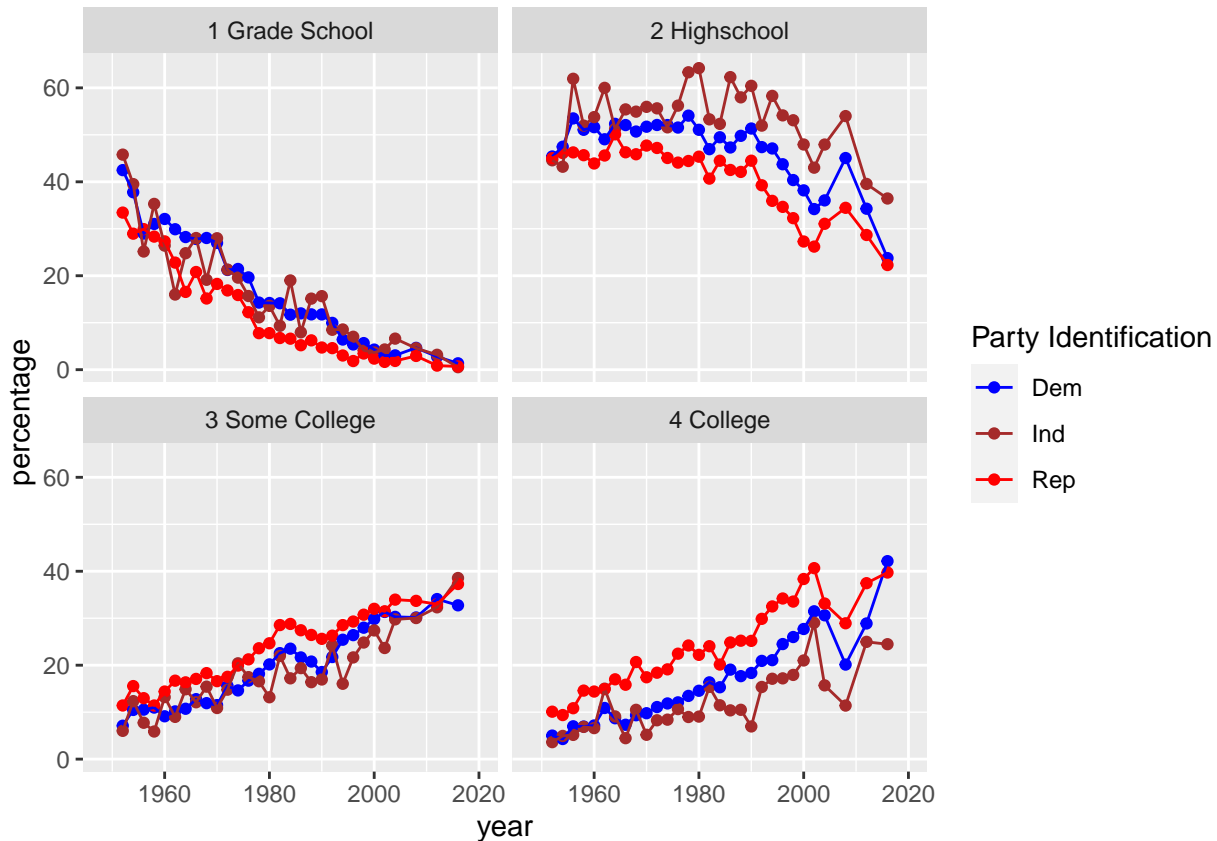 1 Grade School
2 Highschool
60
40
20
0
3 Some College
4 College
60
40
20
0
1960
1980
2000
2020
1960
1980
2000
2020
percentage
year
Party Identification
Dem
Ind
Rep